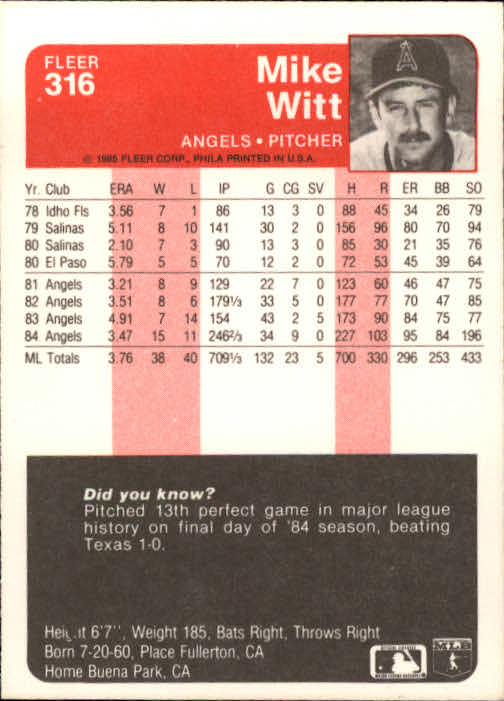 FLEER
316
Mike
Witt
ANGELS • PITCHER
© 1985 FLEER CORP., PHILA PRINTED IN U.S.A.
Yr. Club ERA W L IP G CG SV H R ER BB SO
78 Idho Fls 3.56 7 1 86 13 3 0 88 45 34 26 79
79 Salinas 5.11 8 10 141 30 2 0 156 96 80 70 94
80 Salinas 2.10 7 3 90 13 3 0 85 30 21 35 76
80 El Paso 5.79 5 5 70 12 2 0 72 53 45 39 64
81 Angels 3.21 8 9 129 22 7 0 123 60 46 47 75
82 Angels 3.51 8 6 179⅓ 33 5 0 177 77 70 47 85
83 Angels 4.91 7 14 154 43 2 5 173 90 84 75 77
84 Angels 3.47 15 11 246⅔ 34 9 0 227 103 95 84 196
ML Totals 3.76 38 40 709⅓ 132 23 5 700 330 296 253 433
Did you know?
Pitched 13th perfect game in major league
history on final day of '84 season, beating
Texas 1-0.
Height 6'7'', Weight 185, Bats Right, Throws Right
Born 7-20-60, Place Fullerton, CA
Home Buena Park, CA
MLB